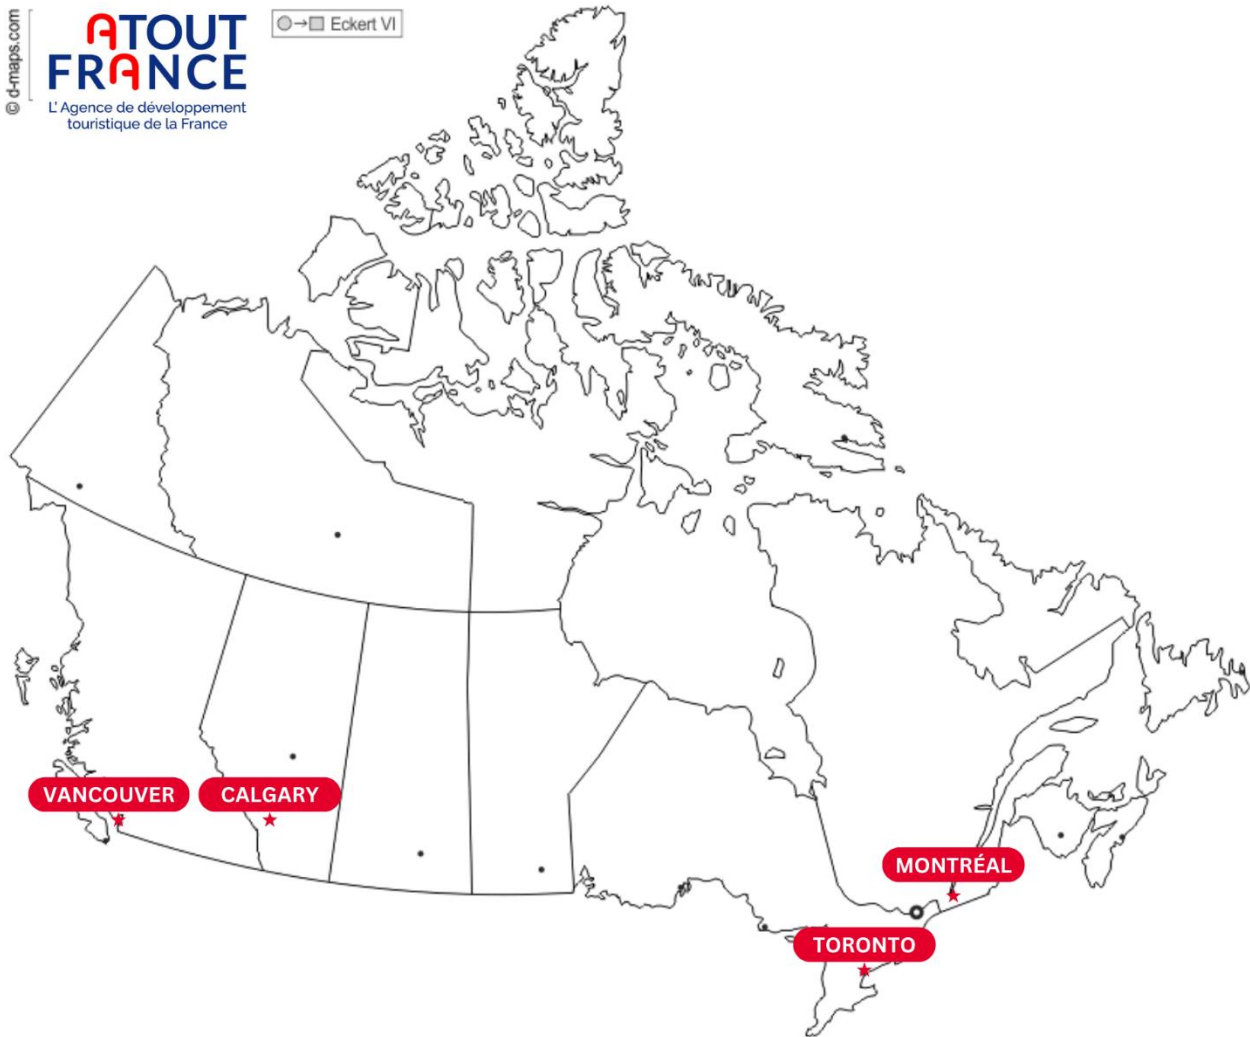 © d-maps.com
ATOUT
FRANCE
L'Agence de développement
touristique de la France
Eckert VI
VANCOUVER
CALGARY
MONTRÉAL
TORONTO